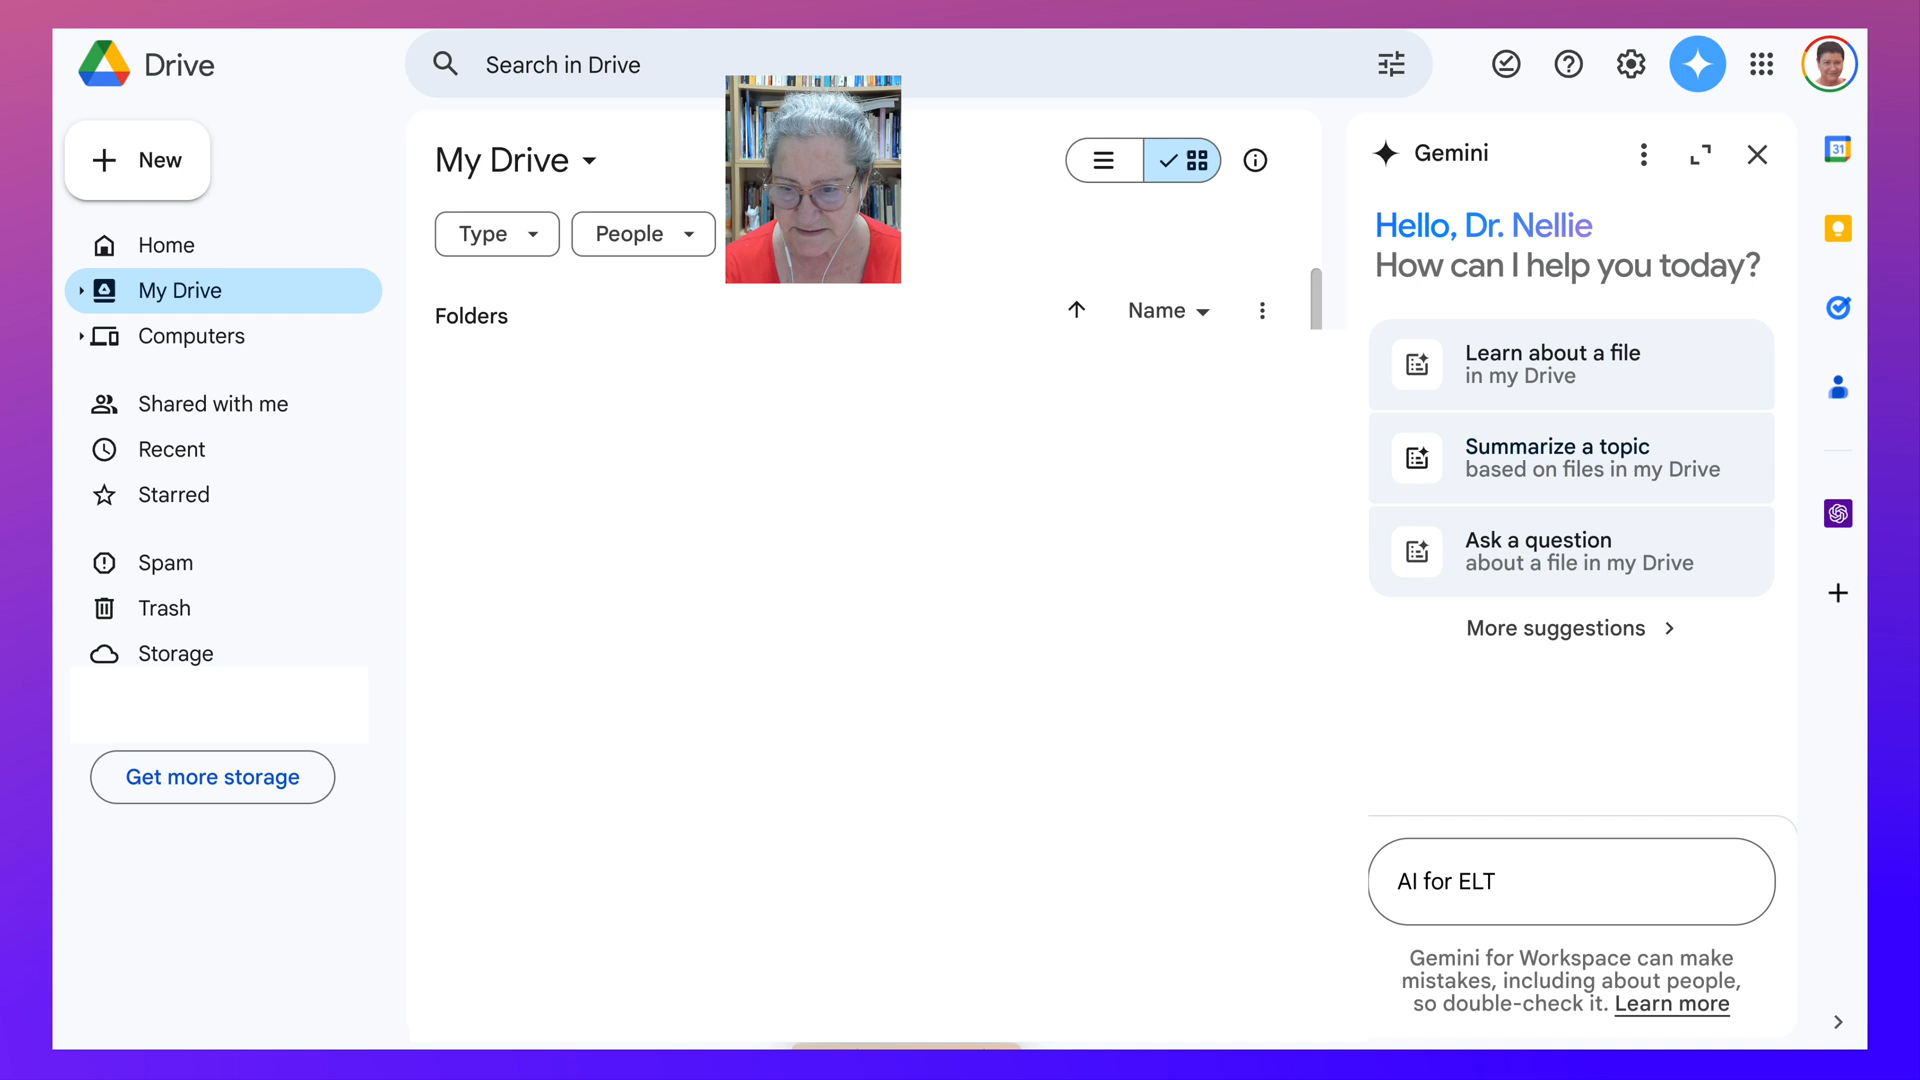 Drive
Search in Drive
New
Home
My Drive
Computers
Shared with me
Recent
Starred
Spam
Trash
Storage
Get more storage
My Drive
Type
People
Folders
Name
Gemini
Hello, Dr. Nellie
How can I help you today?
Learn about a file
in my Drive
Summarize a topic
based on files in my Drive
Ask a question
about a file in my Drive
More suggestions
AI for ELT
Gemini for Workspace can make
mistakes, including about people,
so double-check it. Learn more
31